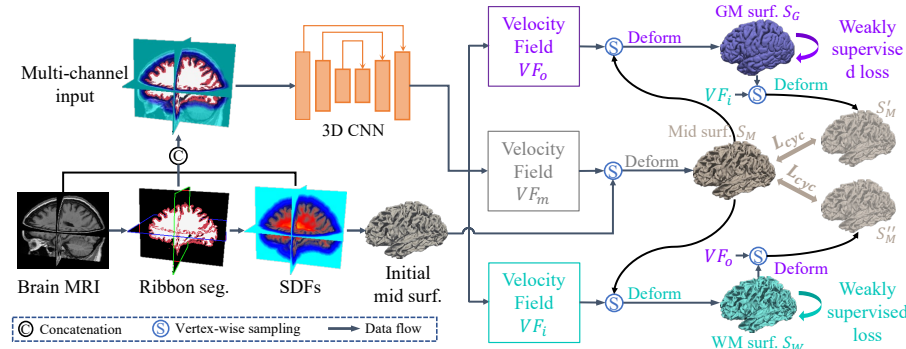 Multi-channel
input
3D CNN
Brain MRI
Ribbon seg.
SDFs
Initial
mid surf.
Velocity
Field
VF_o
Velocity
Field
VF_m
Velocity
Field
VF_i
Deform
GM surf. S_G
Weakly
supervise
d loss
VF_i
Deform
S'_M
Deform
Mid surf. S_M
L_cyc
L_cyc
S''_M
VF_o
Deform
Deform
WM surf. S_W
Weakly
supervised
loss
C
S
S
S
S
S
C Concatenation
S Vertex-wise sampling
Data flow